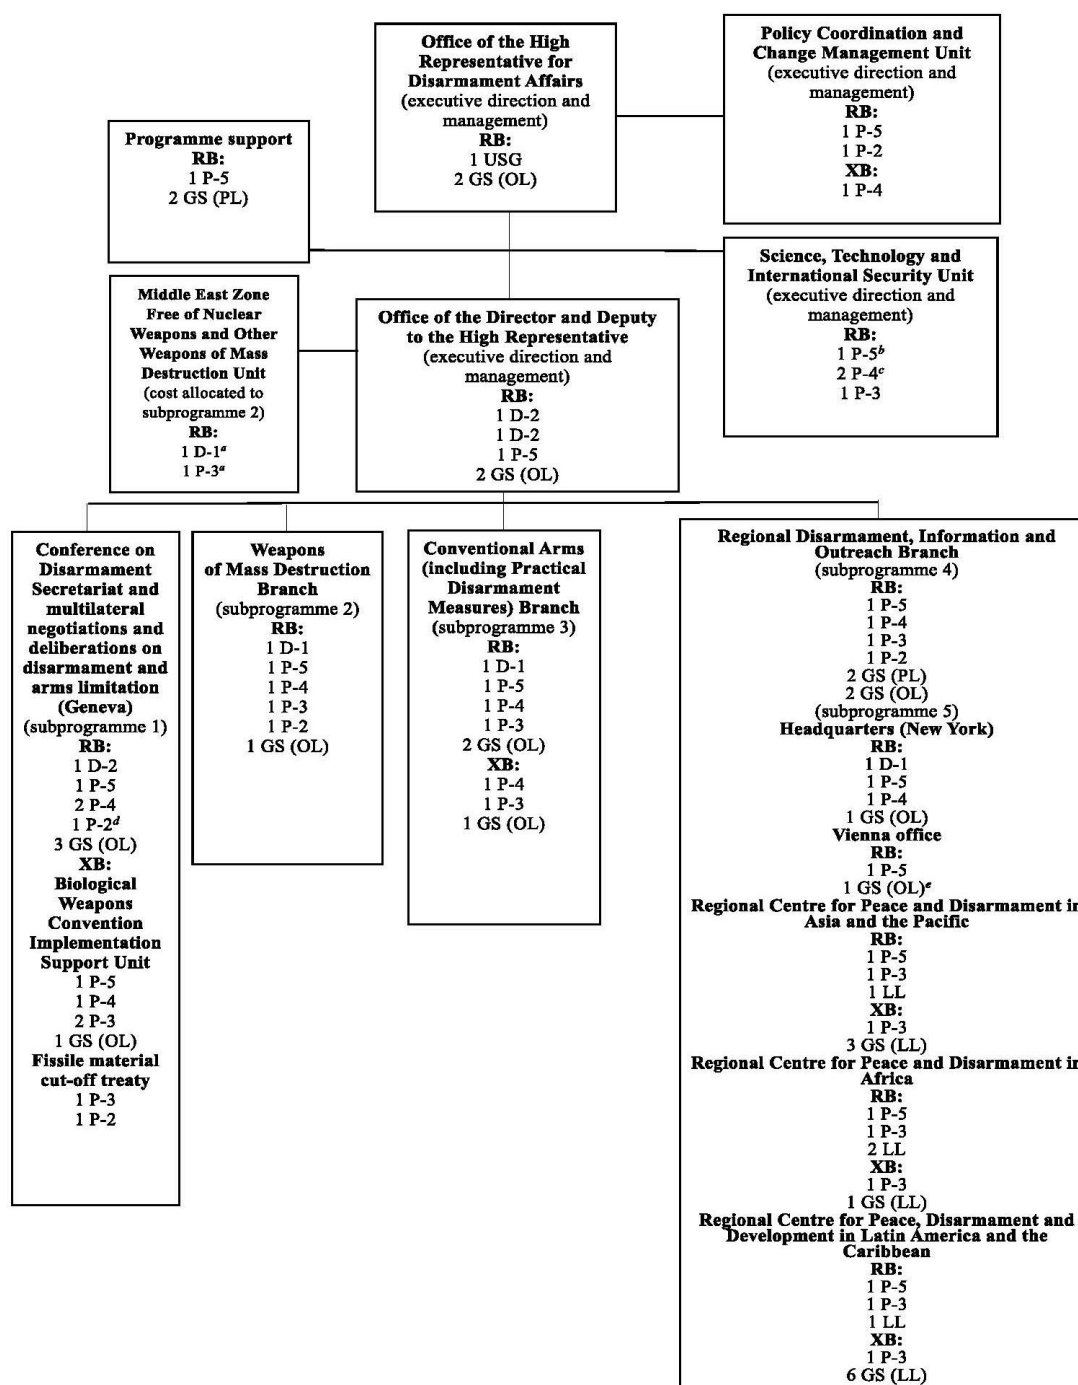 Office of the High
Representative for
Disarmament Affairs
(executive direction and
management)
RB:
1 USG
2 GS (OL)
Policy Coordination and
Change Management Unit
(executive direction and
management)
RB:
1 P-5
1 P-2
XB:
1 P-4
Programme support
RB:
1 P-5
2 GS (PL)
Science, Technology and
International Security Unit
(executive direction and
management)
RB:
1 P-5b
2 P-4c
1 P-3
Middle East Zone
Free of Nuclear
Weapons and Other
Weapons of Mass
Destruction Unit
(cost allocated to
subprogramme 2)
RB:
1 D-1a
1 P-3a
Office of the Director and Deputy
to the High Representative
(executive direction and
management)
RB:
1 D-2
1 D-2
1 P-5
2 GS (OL)
Conference on
Disarmament
Secretariat and
multilateral
negotiations and
deliberations on
disarmament and
arms limitation
(Geneva)
(subprogramme 1)
RB:
1 D-2
1 P-5
2 P-4
1 P-2d
3 GS (OL)
XB:
Biological
Weapons
Convention
Implementation
Support Unit
1 P-5
1 P-4
2 P-3
1 GS (OL)
Fissile material
cut-off treaty
1 P-3
1 P-2
Weapons
of Mass Destruction
Branch
(subprogramme 2)
RB:
1 D-1
1 P-5
1 P-4
1 P-3
1 P-2
1 GS (OL)
Conventional Arms
(including Practical
Disarmament
Measures) Branch
(subprogramme 3)
RB:
1 D-1
1 P-5
1 P-4
1 P-3
2 GS (OL)
XB:
1 P-4
1 P-3
1 GS (OL)
Regional Disarmament, Information and
Outreach Branch
(subprogramme 4)
RB:
1 P-5
1 P-4
1 P-3
1 P-2
2 GS (PL)
2 GS (OL)
(subprogramme 5)
Headquarters (New York)
RB:
1 D-1
1 P-5
1 P-4
1 GS (OL)
Vienna office
RB:
1 P-5
1 GS (OL)e
Regional Centre for Peace and Disarmament in
Asia and the Pacific
RB:
1 P-5
1 P-3
1 LL
XB:
1 P-3
3 GS (LL)
Regional Centre for Peace and Disarmament in
Africa
RB:
1 P-5
1 P-3
2 LL
XB:
1 P-3
1 GS (LL)
Regional Centre for Peace, Disarmament and
Development in Latin America and the
Caribbean
RB:
1 P-5
1 P-3
1 LL
XB:
1 P-3
6 GS (LL)